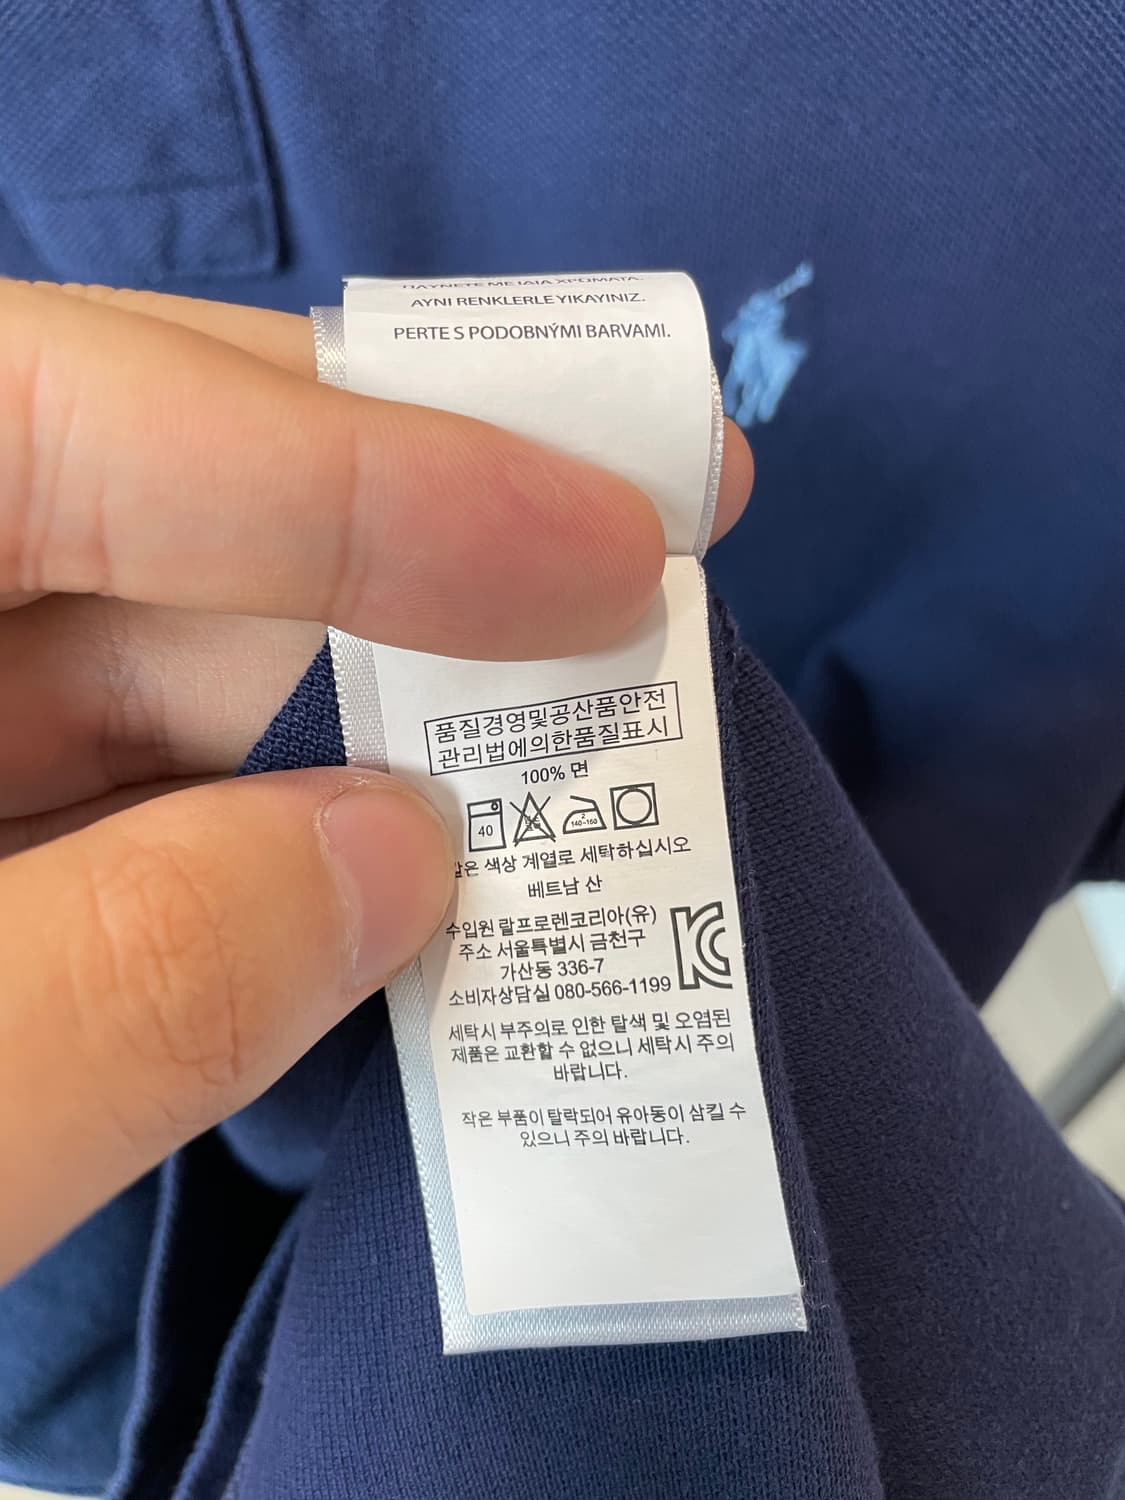 ΠΛΥΝΕΤΕ ΜΕ ΙΔΙΑ ΧΡΩΜΑΤΑ.
AYNI RENKLERLE YIKAYINIZ.
PERTE S PODOBNÝMI BARVAMI.
품질경영및공산품안전
관리법에의한품질표시
100% 면
40
2
140~160
같은 색상 계열로 세탁하십시오
베트남 산
수입원 랄프로렌코리아(유)
주소 서울특별시 금천구
가산동 336-7
소비자상담실 080-566-1199
세탁시 부주의로 인한 탈색 및 오염된
제품은 교환할 수 없으니 세탁시 주의
바랍니다.
작은 부품이 탈락되어 유아동이 삼킬 수
있으니 주의 바랍니다.